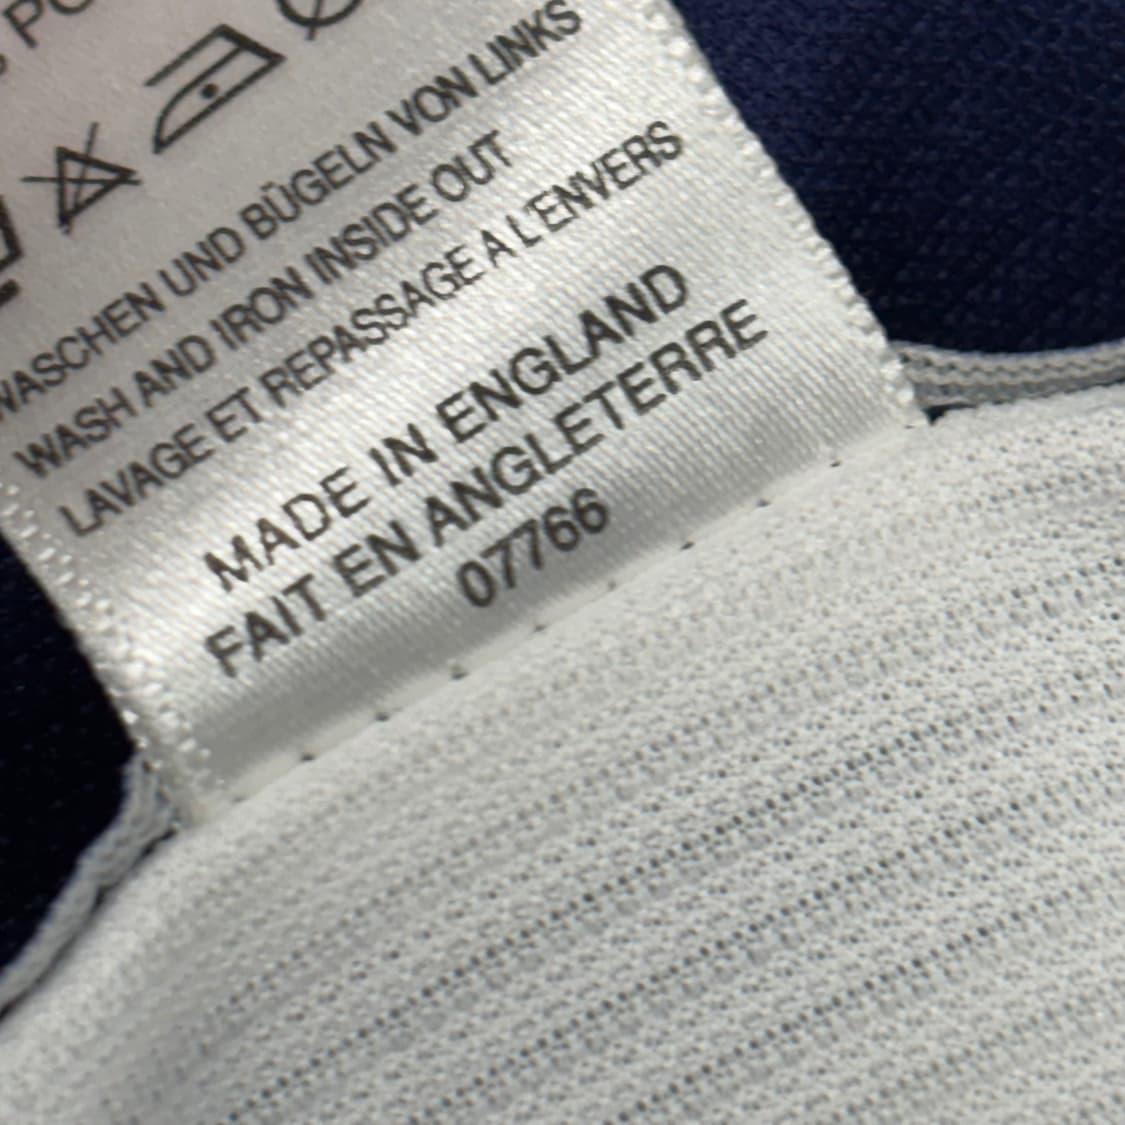 WASCHEN UND BÜGELN VON LINKS
WASH AND IRON INSIDE OUT
LAVAGE ET REPASSAGE A L'ENVERS
MADE IN ENGLAND
FAIT EN ANGLETERRE
07766